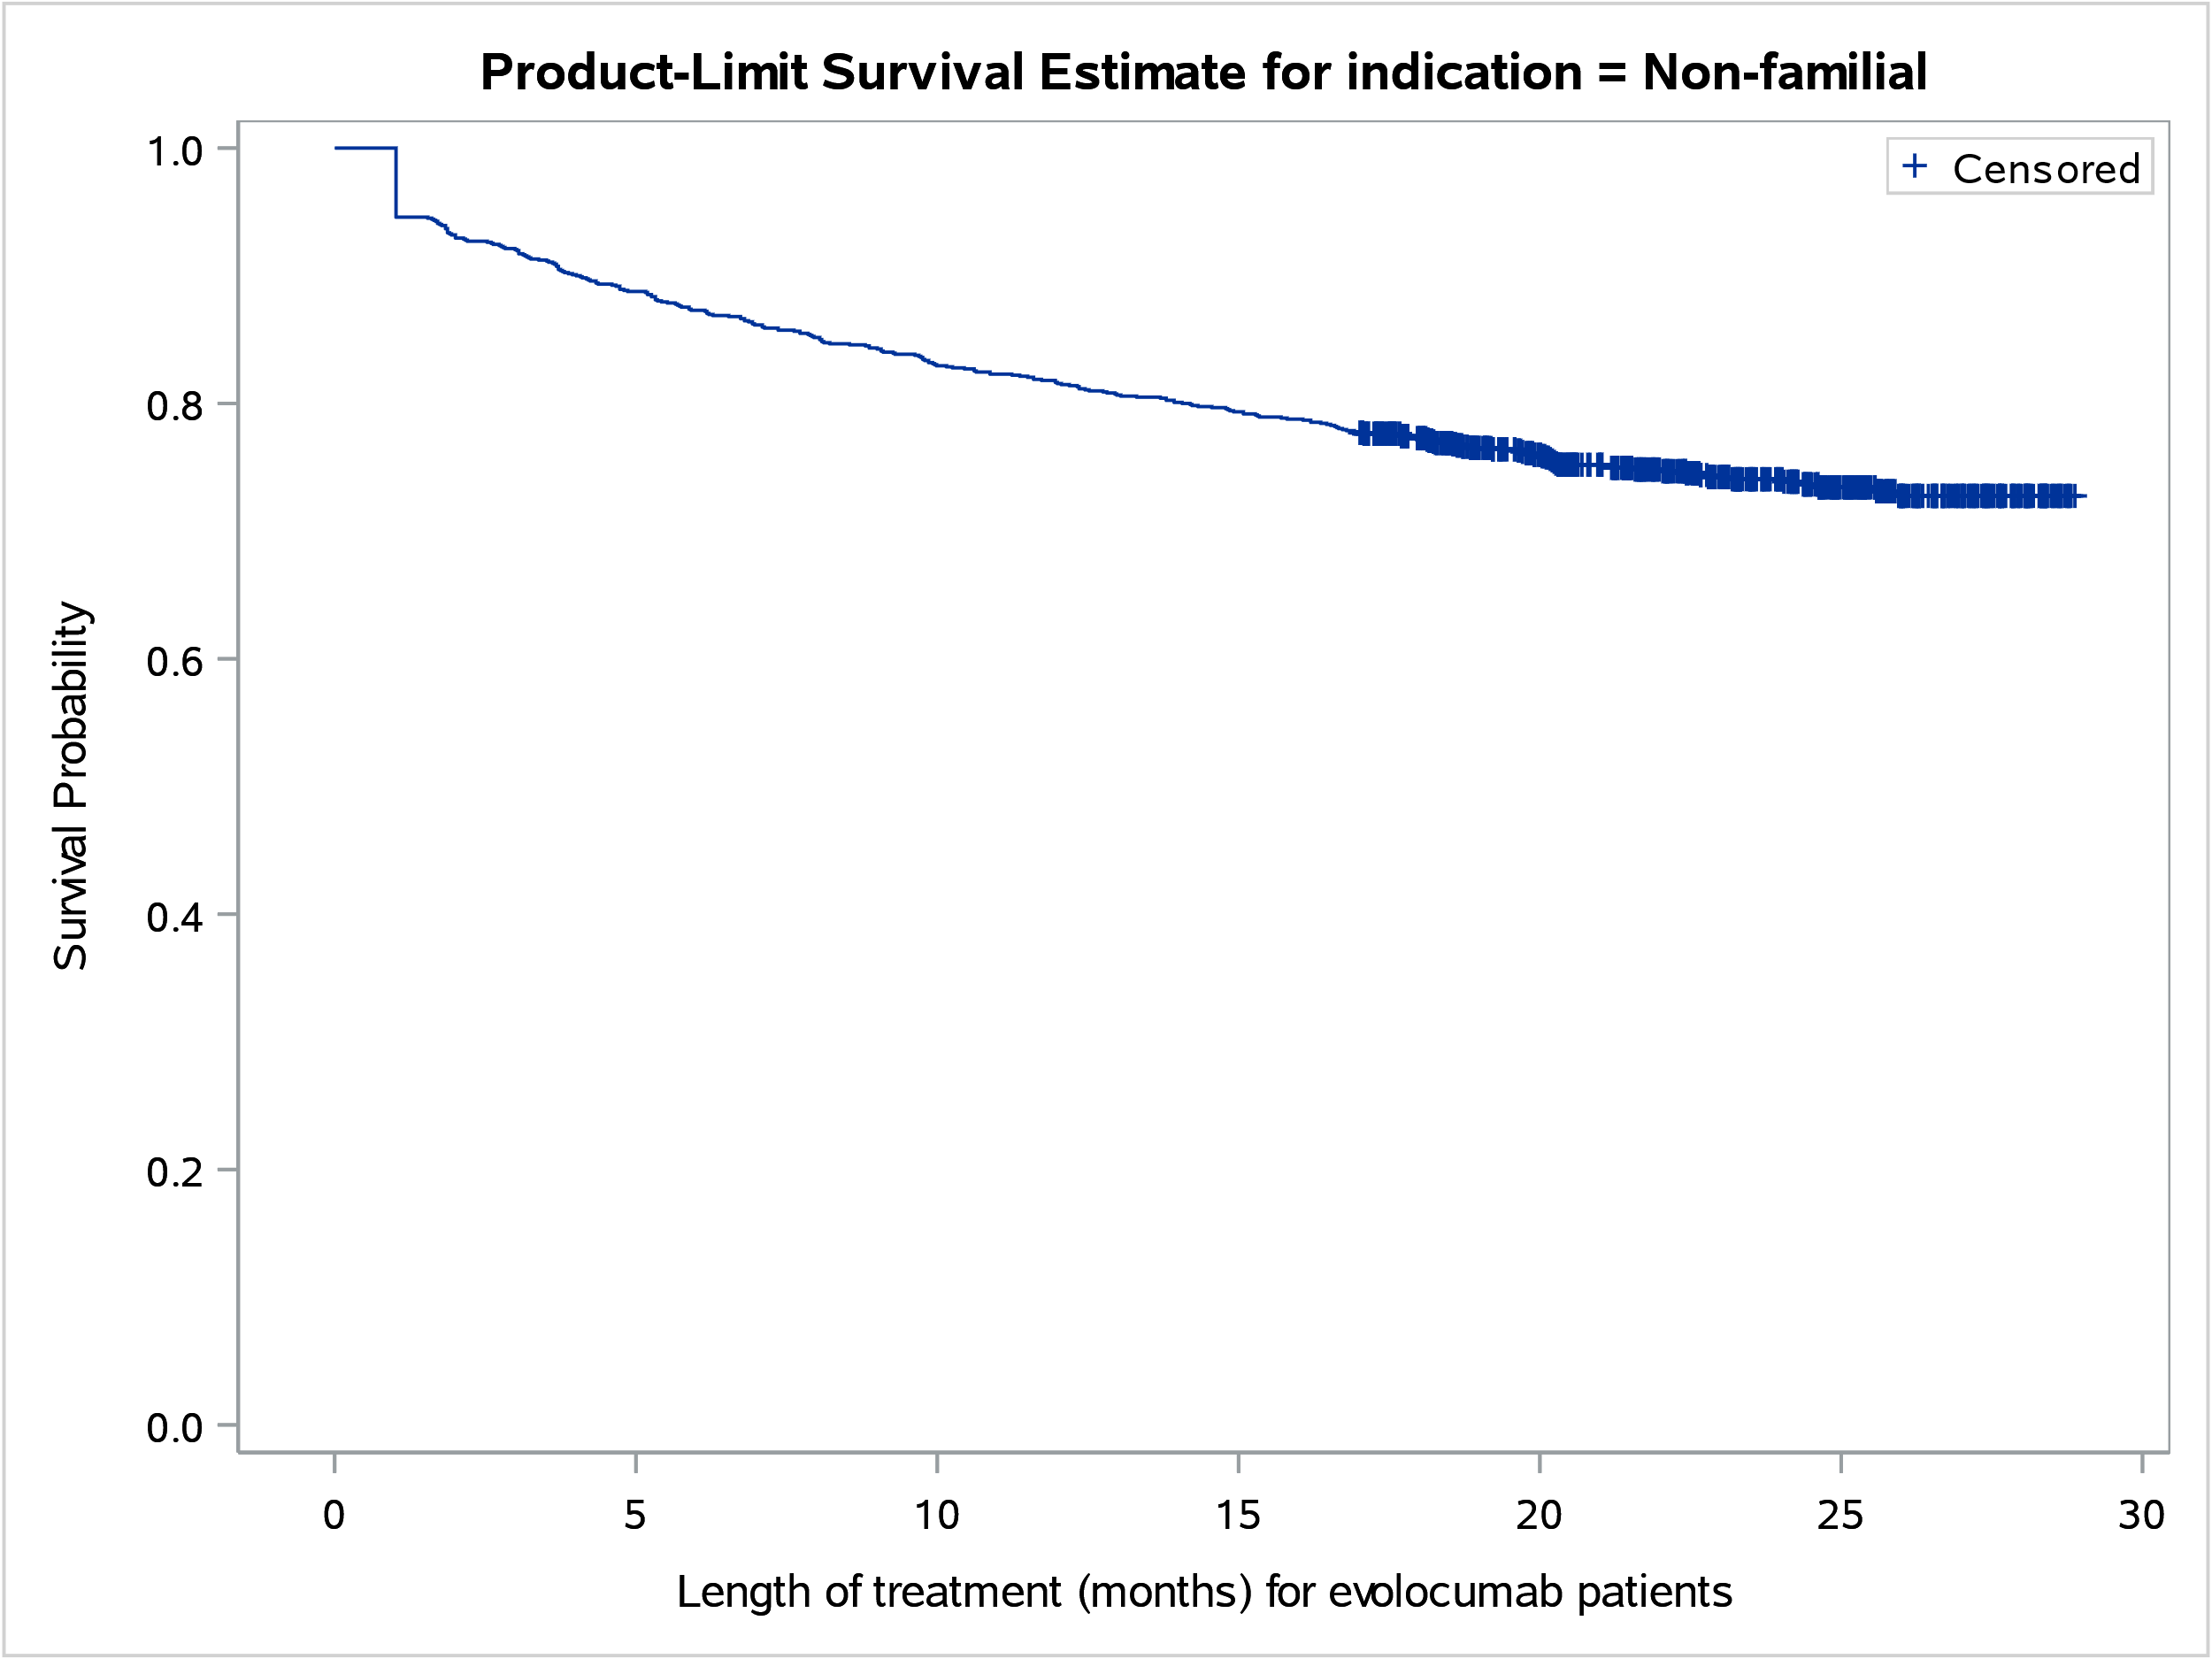 Product-Limit Survival Estimate for indication = Non-familial
+ Censored
1.0
0.8
0.6
0.4
0.2
0.0
Survival Probability
0 5 10 15 20 25 30
Length of treatment (months) for evolocumab patients